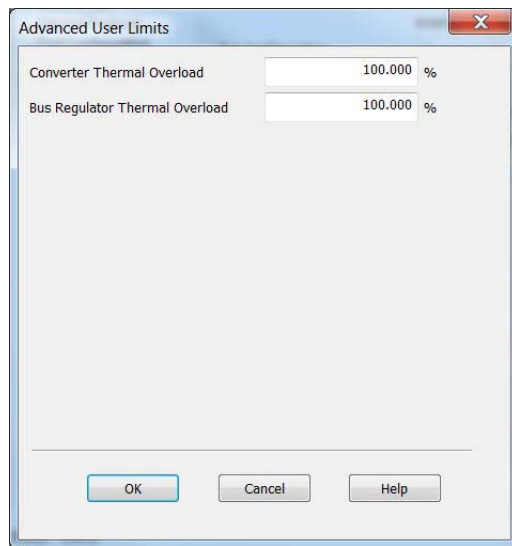 Advanced User Limits
Converter Thermal Overload 100.000 %
Bus Regulator Thermal Overload 100.000 %
OK Cancel Help